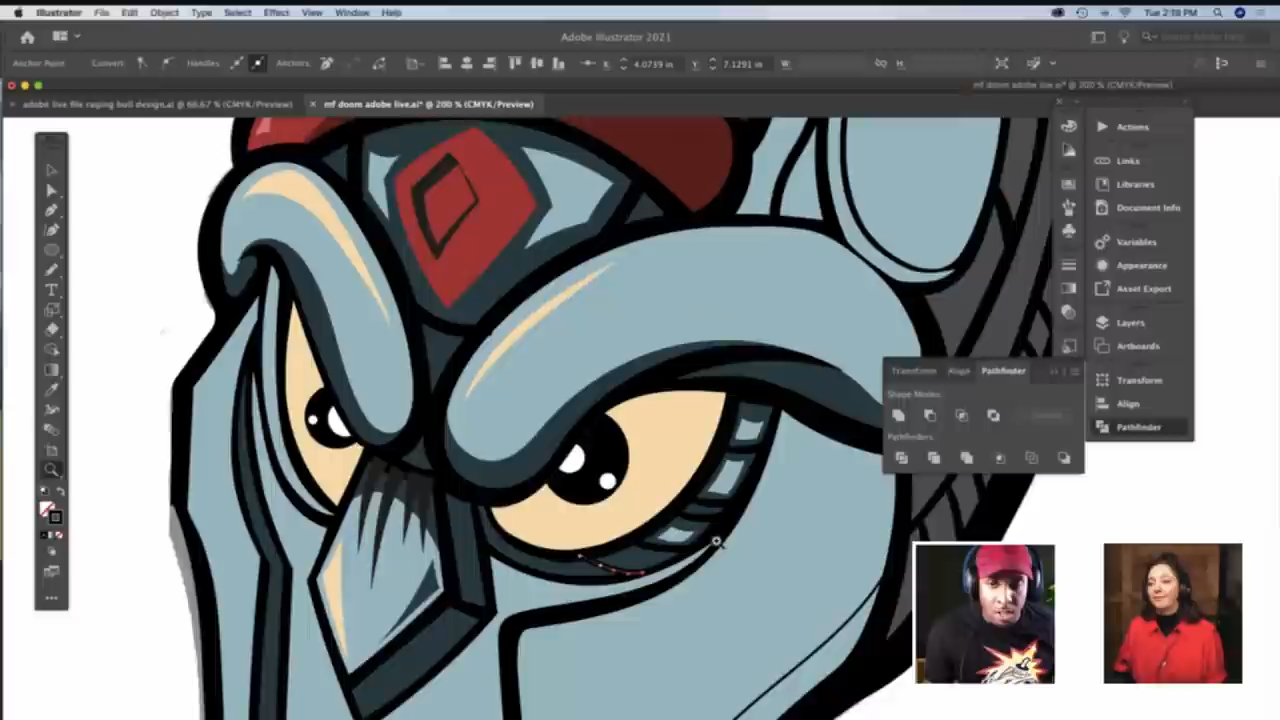 Illustrator File Edit Object Type Select Effect View Window Help Tue 2:18 PM
Adobe Illustrator 2021
Anchor Point Convert: Handles: Anchors: X: 4.0739 in Y: 7.1291 in W: H:
mf doom adobe live.ai* @ 200 % (CMYK/Preview)
adobe live file raging bull design.ai @ 66.67 % (CMYK/Preview) mf doom adobe live.ai* @ 200 % (CMYK/Preview)
Actions
Links
Libraries
Document Info
Variables
Appearance
Asset Export
Layers
Artboards
Transform
Align
Pathfinder
Transform Align Pathfinder
Shape Modes:
Pathfinders: